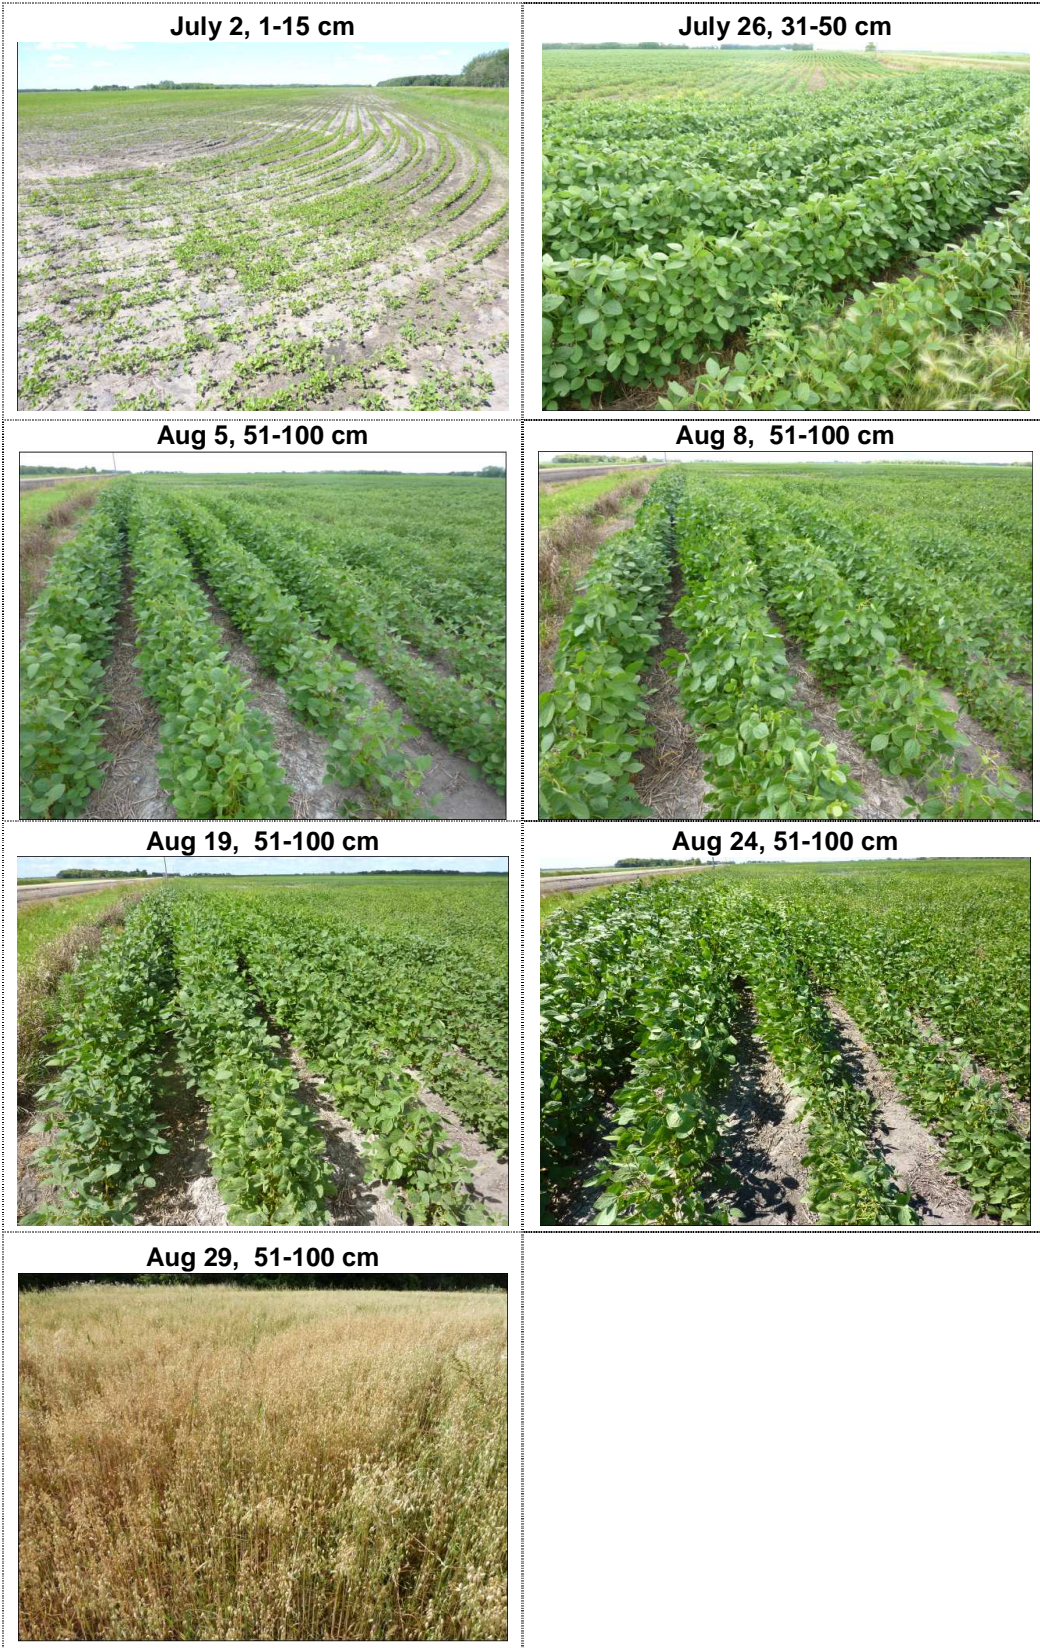 July 2, 1-15 cm
July 26, 31-50 cm
Aug 5, 51-100 cm
Aug 8,  51-100 cm
Aug 19,  51-100 cm
Aug 24, 51-100 cm
Aug 29,  51-100 cm